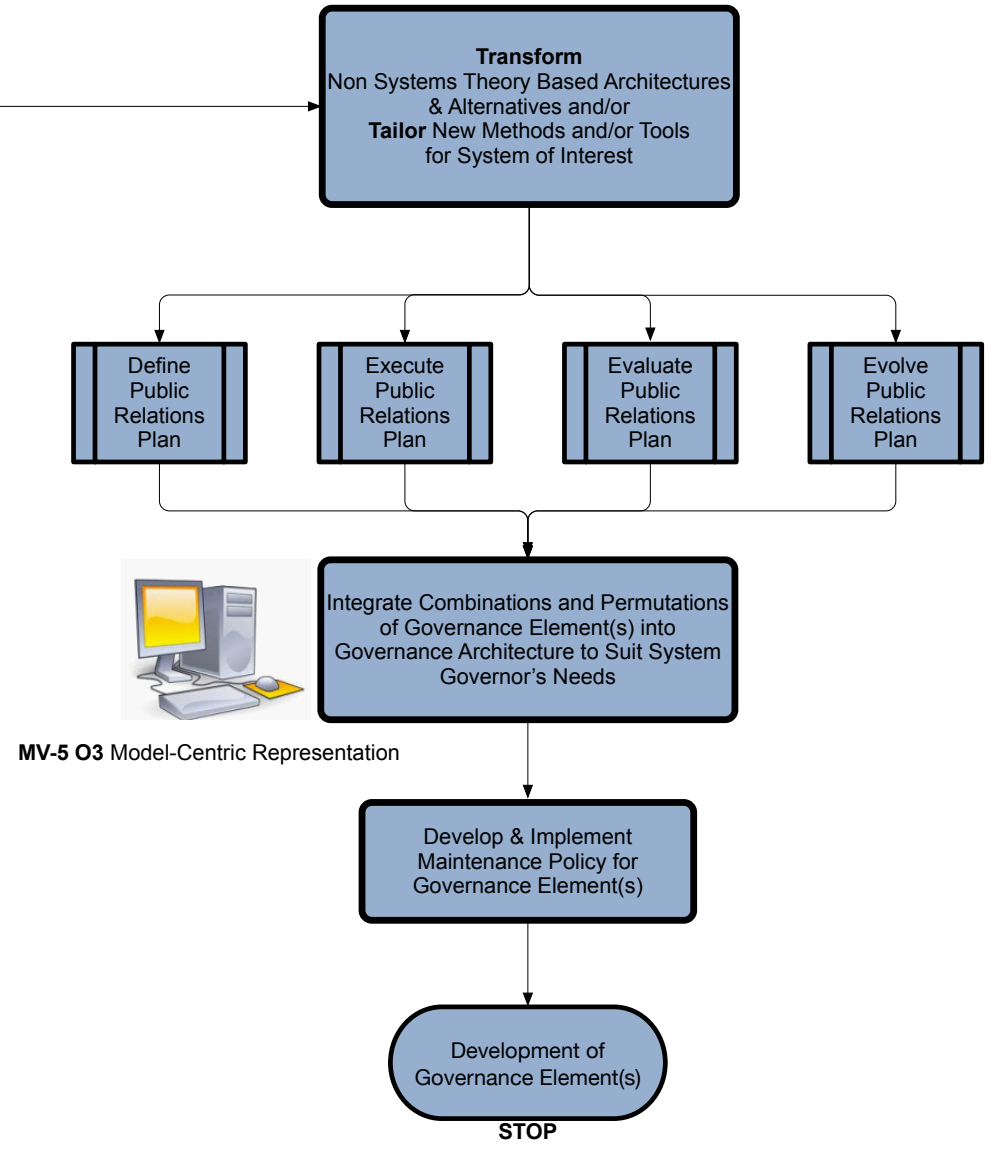 Transform
Non Systems Theory Based Architectures
& Alternatives and/or
Tailor New Methods and/or Tools
for System of Interest
Define
Public
Relations
Plan
Execute
Public
Relations
Plan
Evaluate
Public
Relations
Plan
Evolve
Public
Relations
Plan
Integrate Combinations and Permutations
of Governance Element(s) into
Governance Architecture to Suit System
Governor's Needs
MV-5 O3 Model-Centric Representation
Develop & Implement
Maintenance Policy for
Governance Element(s)
Development of
Governance Element(s)
STOP